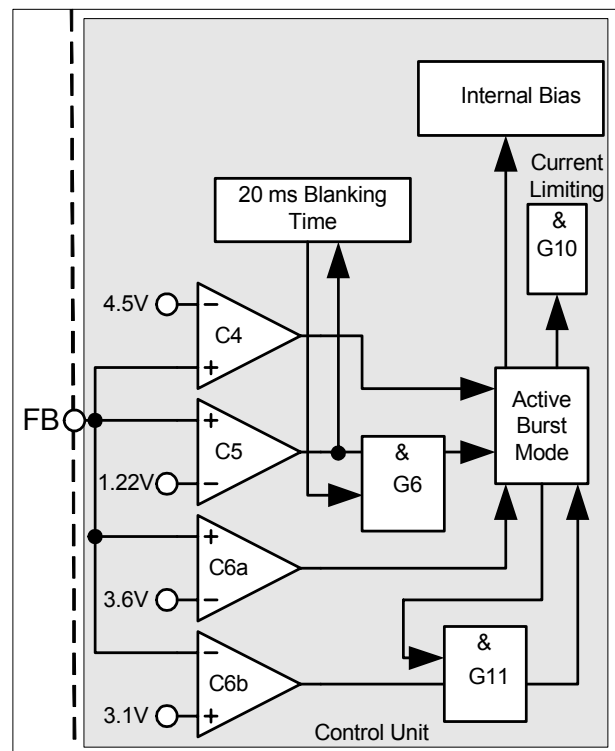 Internal Bias
Current
Limiting
20 ms Blanking
Time
&
G10
4.5V
−
C4
+
FB
+
C5
−
1.22V
&
G6
Active
Burst
Mode
+
C6a
−
3.6V
−
C6b
+
3.1V
&
G11
Control Unit